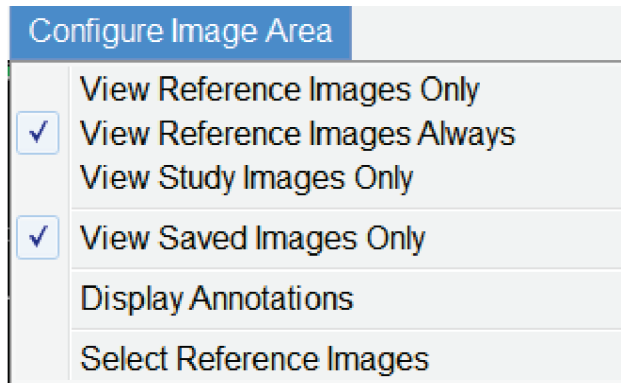 Configure Image Area
View Reference Images Only
View Reference Images Always
View Study Images Only
View Saved Images Only
Display Annotations
Select Reference Images